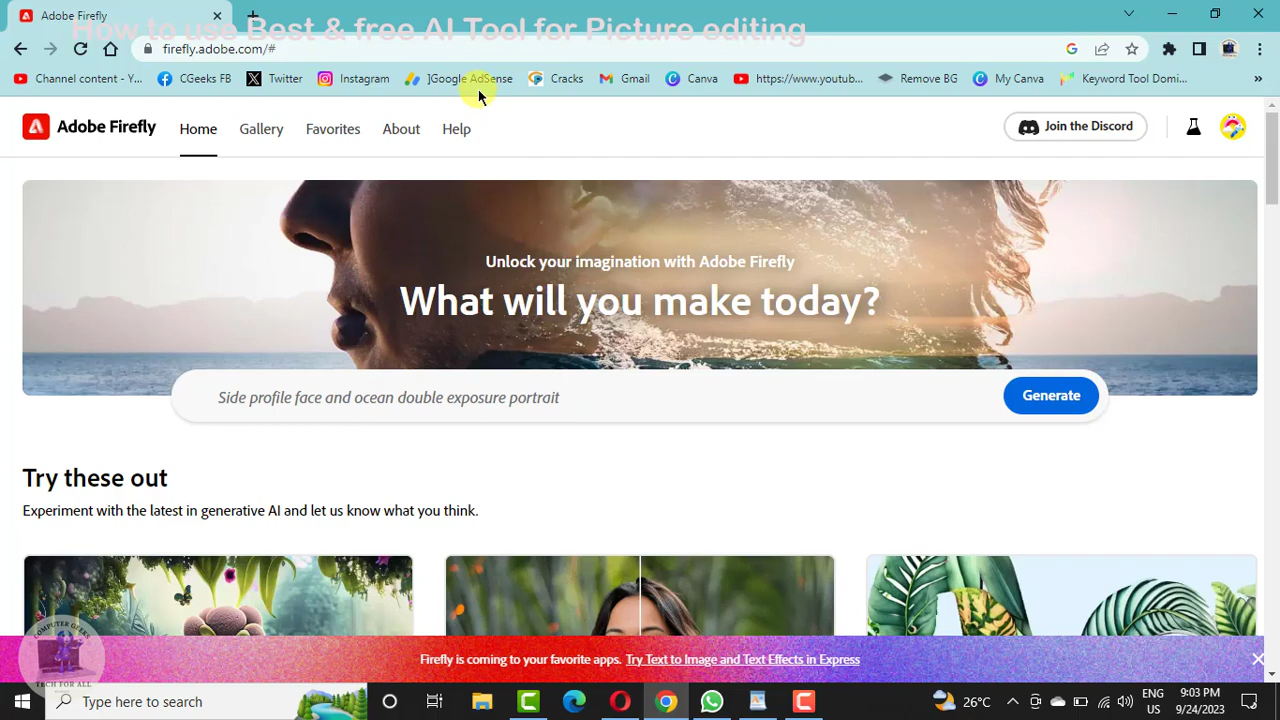 Adobe Firefly
How to use Best & free AI Tool for Picture editing
firefly.adobe.com/#
Channel content - Y...
CGeeks FB
Twitter
Instagram
]Google AdSense
Cracks
Gmail
Canva
https://www.youtub...
Remove BG
My Canva
Keyword Tool Domi...
Adobe Firefly
Home
Gallery
Favorites
About
Help
Join the Discord
Unlock your imagination with Adobe Firefly
What will you make today?
Side profile face and ocean double exposure portrait
Generate
Try these out
Experiment with the latest in generative AI and let us know what you think.
Firefly is coming to your favorite apps. Try Text to Image and Text Effects in Express
COMPUTER GEEKS
TECH FOR ALL
Type here to search
26°C
ENG
US
9:03 PM
9/24/2023